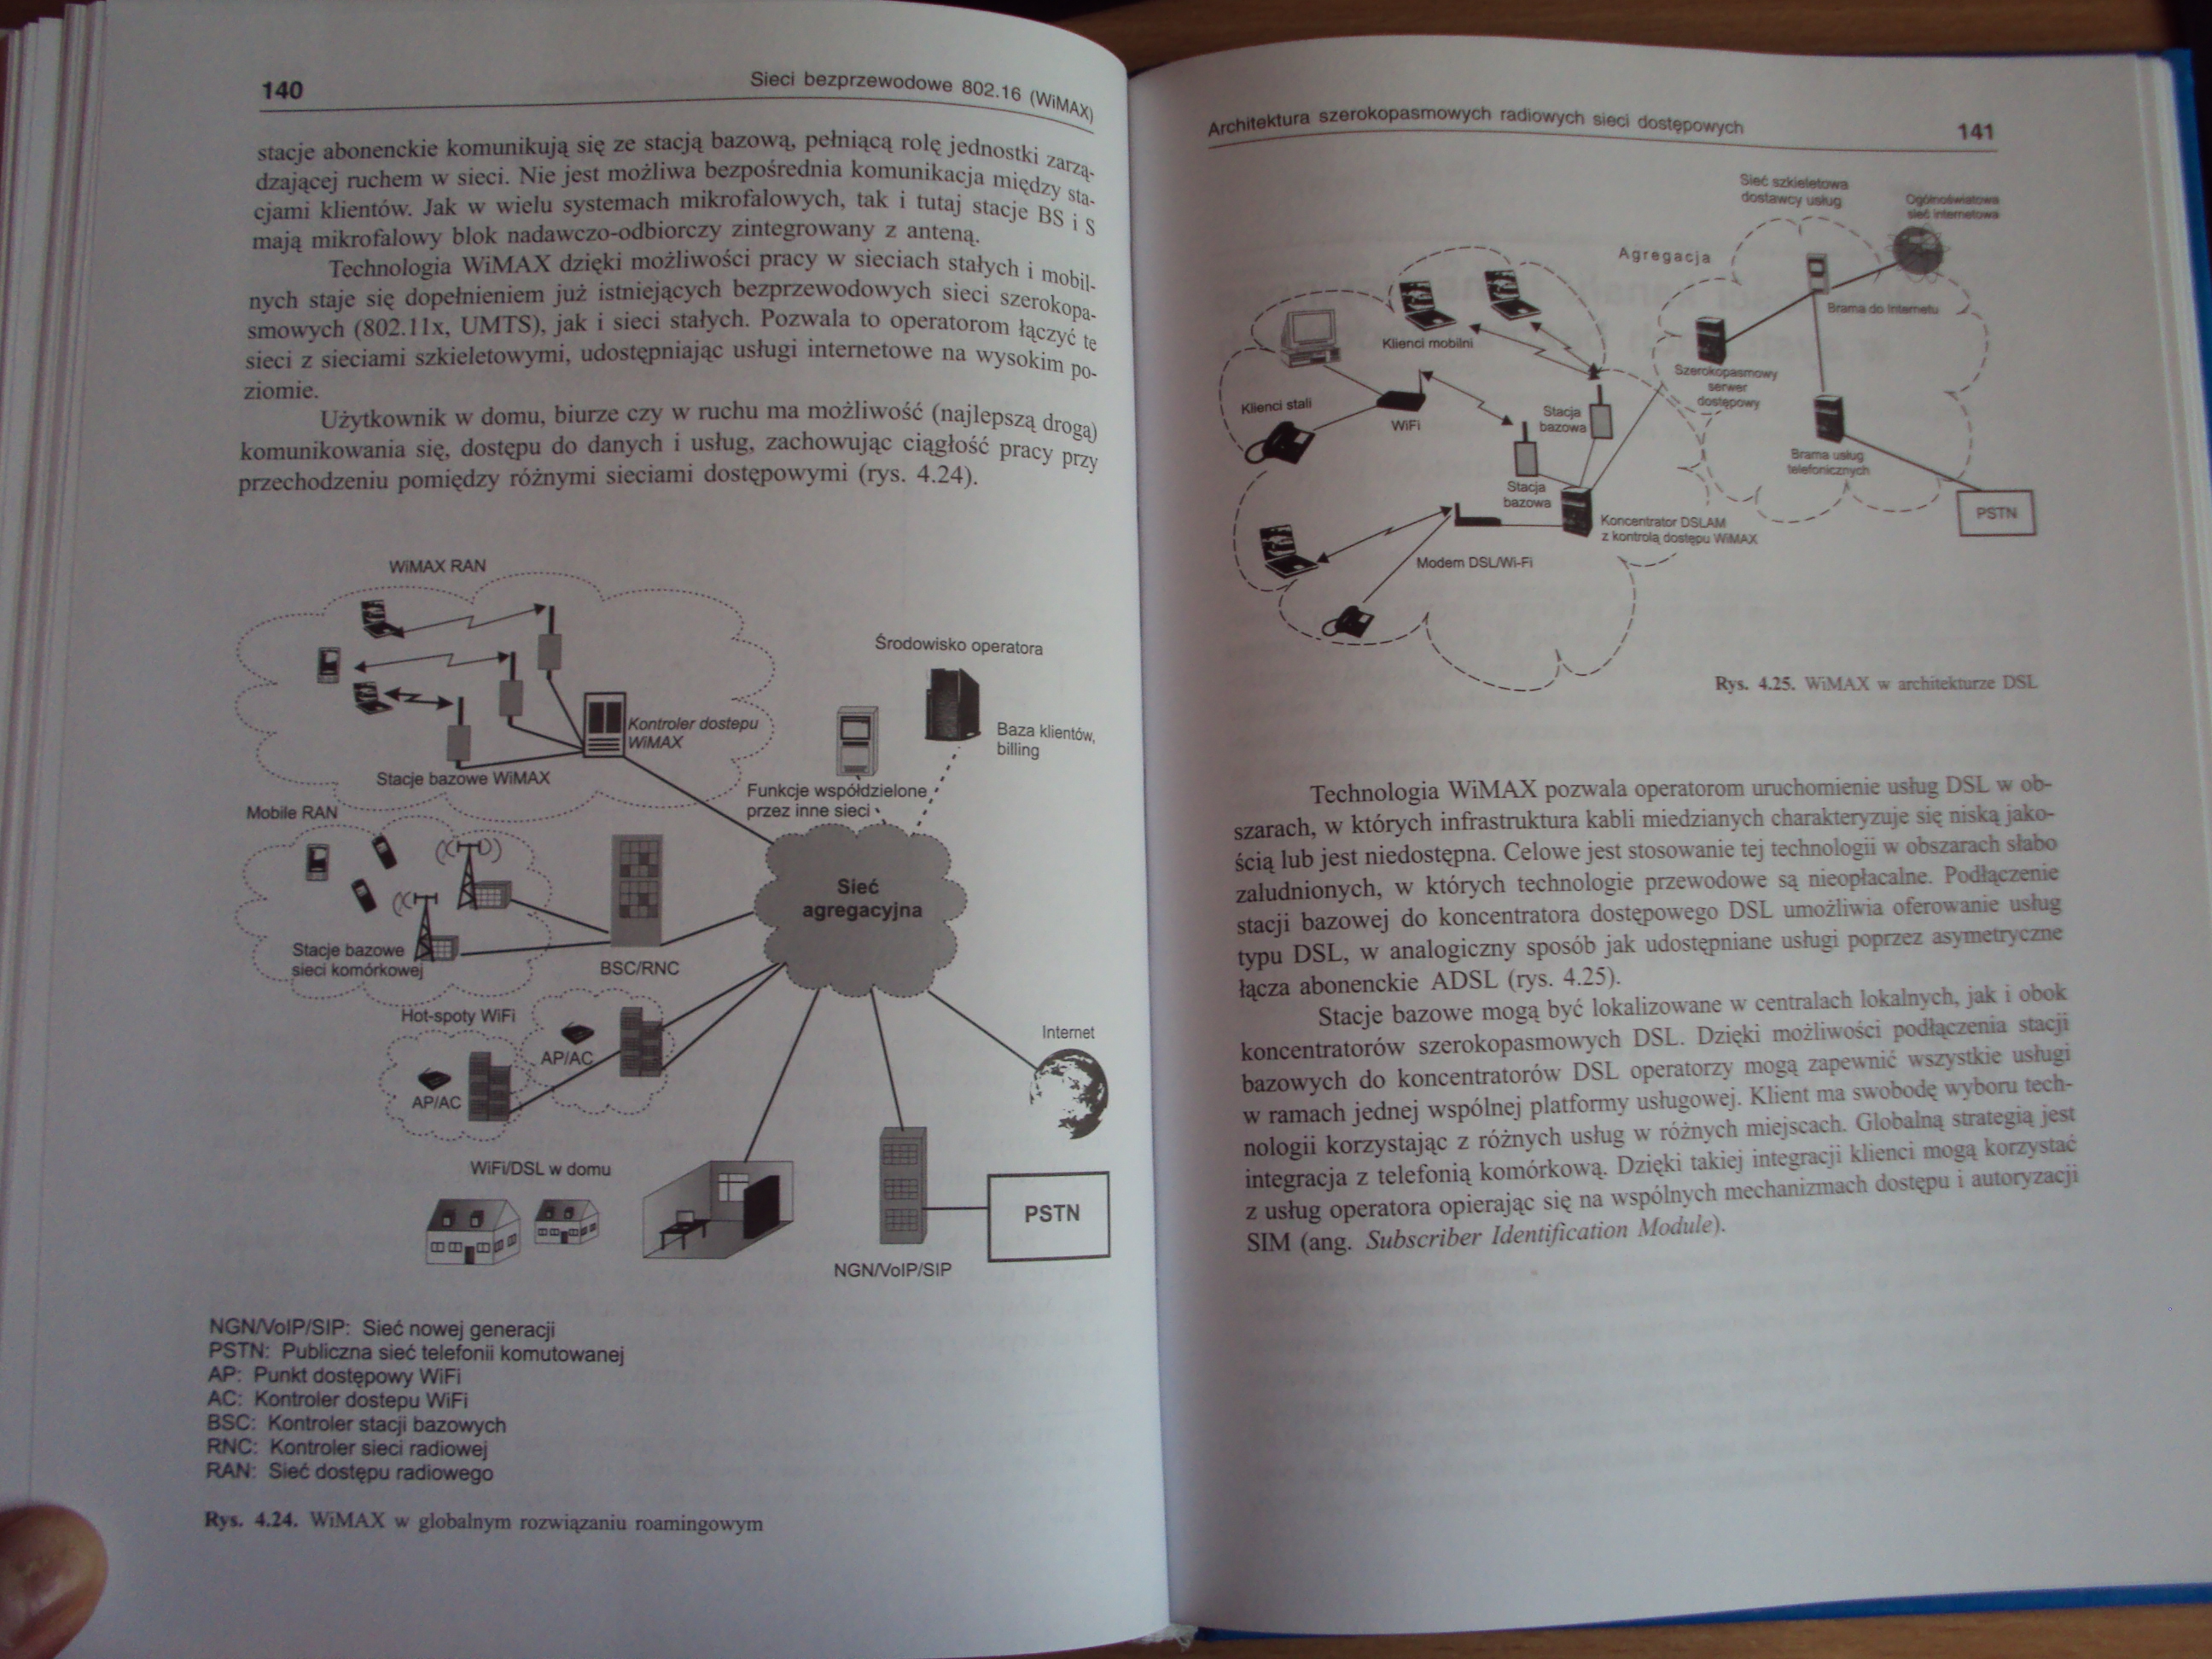 140
Sieci bezprzewodowe 802.16 (WiMAX)
stacje abonenckie komunikują się ze stacją bazową, pełniącą rolę jednostki zarzą-
dzającej ruchem w sieci. Nie jest możliwa bezpośrednia komunikacja między sta-
cjami klientów. Jak w wielu systemach mikrofalowych, tak i tutaj stacje BS i S
mają mikrofalowy blok nadawczo-odbiorczy zintegrowany z anteną.
Technologia WiMAX dzięki możliwości pracy w sieciach stałych i mobil-
nych staje się dopełnieniem już istniejących bezprzewodowych sieci szerokopa-
smowych (802.11x, UMTS), jak i sieci stałych. Pozwala to operatorom łączyć te
sieci z sieciami szkieletowymi, udostępniając usługi internetowe na wysokim po-
ziomie.
Użytkownik w domu, biurze czy w ruchu ma możliwość (najlepszą drogą)
komunikowania się, dostępu do danych i usług, zachowując ciągłość pracy przy
przechodzeniu pomiędzy różnymi sieciami dostępowymi (rys. 4.24).
WiMAX RAN
Środowisko operatora
Kontroler dostepu
WiMAX
Baza klientów,
billing
Stacje bazowe WiMAX
Funkcje współdzielone
przez inne sieci
Mobile RAN
Sieć
agregacyjna
Stacje bazowe
sieci komórkowej
BSC/RNC
Hot-spoty WiFi
AP/AC
AP/AC
Internet
WiFi/DSL w domu
PSTN
NGN/VoIP/SIP
NGN/VoIP/SIP: Sieć nowej generacji
PSTN: Publiczna sieć telefonii komutowanej
AP: Punkt dostępowy WiFi
AC: Kontroler dostepu WiFi
BSC: Kontroler stacji bazowych
RNC: Kontroler sieci radiowej
RAN: Sieć dostępu radiowego
Rys. 4.24. WiMAX w globalnym rozwiązaniu roamingowym
Architektura szerokopasmowych radiowych sieci dostępowych
141
Sieć szkieletowa
dostawcy usług
Ogólnoświatowa
sieć internetowa
Agregacja
Brama do Internetu
Klienci mobilni
Szerokopasmowy
serwer
dostępowy
Klienci stali
WiFi
Stacja
bazowa
Brama usług
telefonicznych
Stacja
bazowa
PSTN
Koncentrator DSLAM
z kontrolą dostępu WiMAX
Modem DSL/Wi-Fi
Rys. 4.25. WiMAX w architekturze DSL
Technologia WiMAX pozwala operatorom uruchomienie usług DSL w ob-
szarach, w których infrastruktura kabli miedzianych charakteryzuje się niską jako-
ścią lub jest niedostępna. Celowe jest stosowanie tej technologii w obszarach słabo
zaludnionych, w których technologie przewodowe są nieopłacalne. Podłączenie
stacji bazowej do koncentratora dostępowego DSL umożliwia oferowanie usług
typu DSL, w analogiczny sposób jak udostępniane usługi poprzez asymetryczne
łącza abonenckie ADSL (rys. 4.25).
Stacje bazowe mogą być lokalizowane w centralach lokalnych, jak i obok
koncentratorów szerokopasmowych DSL. Dzięki możliwości podłączenia stacji
bazowych do koncentratorów DSL operatorzy mogą zapewnić wszystkie usługi
w ramach jednej wspólnej platformy usługowej. Klient ma swobodę wyboru tech-
nologii korzystając z różnych usług w różnych miejscach. Globalną strategią jest
integracja z telefonią komórkową. Dzięki takiej integracji klienci mogą korzystać
z usług operatora opierając się na wspólnych mechanizmach dostępu i autoryzacji
SIM (ang. Subscriber Identification Module).